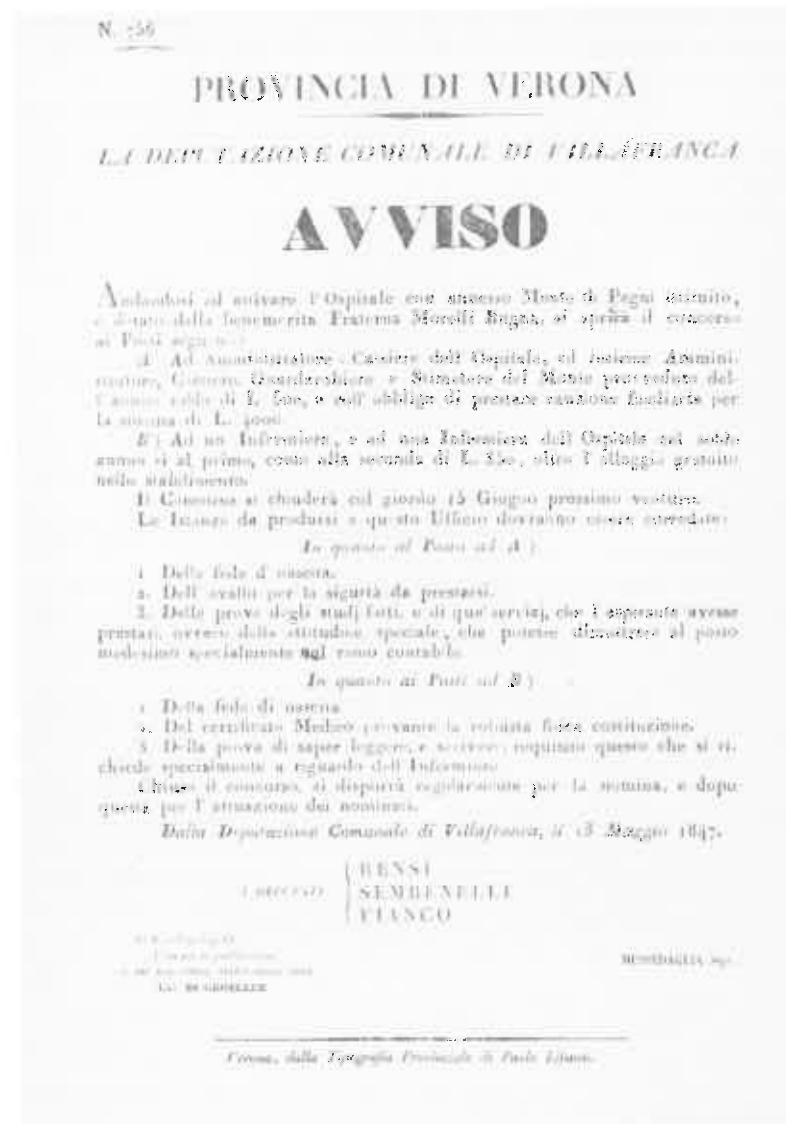 N. 756
PROVINCIA DI VERONA
LA DEPUTAZIONE COMUNALE DI VILLAFRANCA
AVVISO
Andandosi ad attivare l'Ospitale con annesso Monte di Pegni istituito,
e dotato dalla benemerita Fraterna Morelli Bugna, si aprirà il concorso
ai Posti seguenti
A) Ad Amministratore Cassiere dell'Ospitale, ed insieme Ammini-
stratore, Cassiere, Guardarobiere e Stimatore del Monte provveduto del-
l'annuo soldo di L. e coll'obbligo di prestare cauzione fondiaria per
la somma di L.
B) Ad un Infermiere, e ad una Infermiera dell'Ospitale col soldo
annuo sì al primo, come alla seconda di L. oltre l'alloggio gratuito
nello stabilimento.
Il Concorso si chiuderà col giorno 15 Giugno prossimo venturo.
Le Istanze da prodursi a questo Ufficio dovranno essere corredate:
In quanto al Posto ad A)
1. Della fede di nascita.
2. Dell'avallo per la sigurtà da prestarsi.
3. Delle prove degli studj fatti, e di que' servizj, che l'aspirante avesse
prestati, ovvero della attitudine speciale, che potesse dimostrare al posto
medesimo specialmente nel ramo contabile.
In quanto ai Posti ad B)
1. Della fede di nascita.
2. Del certificato Medico provante la robusta fisica costituzione.
3. Della prova di saper leggere, e scrivere, requisito questo che si ri-
chiede specialmente a riguardo dell'Infermiere.
Chiuso il concorso, si disporrà regolarmente per la nomina, e dopo
questa per l'attuazione dei nominati.
Dalla Deputazione Comunale di Villafranca, il 15 Maggio 1847.
I DEPUTATI
RENSI
SEMBENELLI
FIANCO
Verona, dalla Tipografia Provinciale di Paolo Libanti.